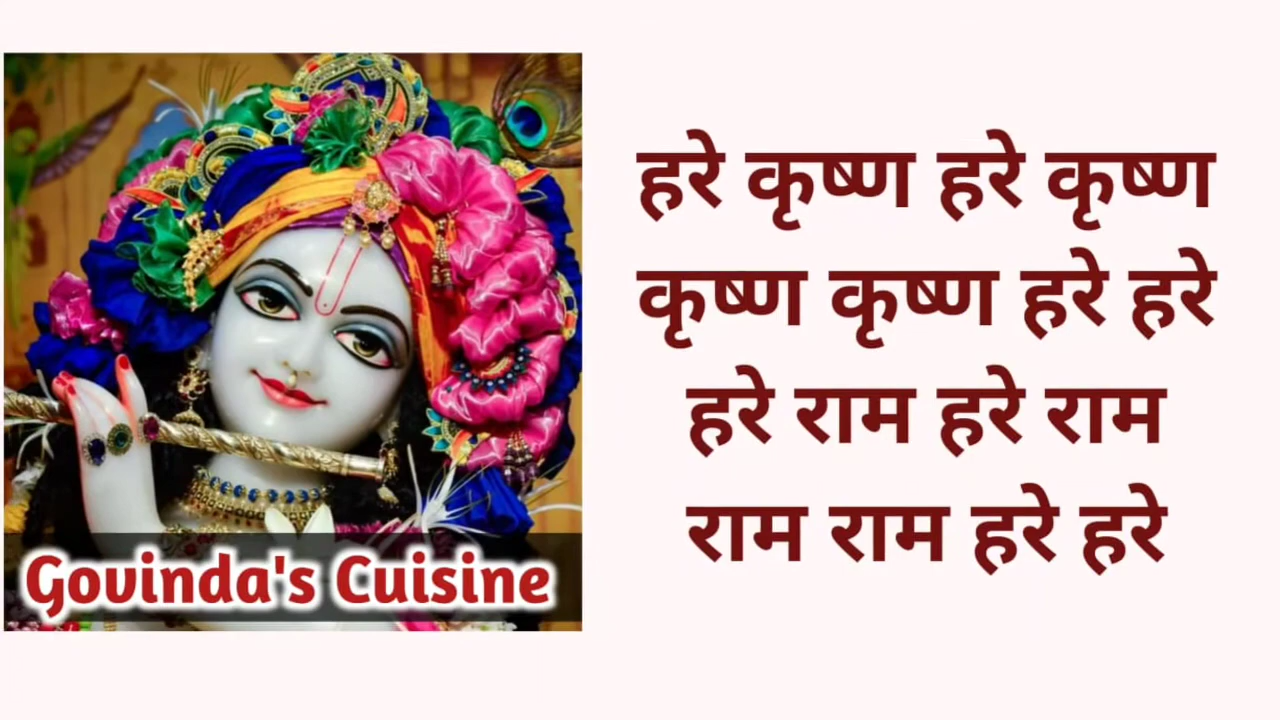 Govinda's Cuisine
हरे कृष्ण हरे कृष्ण
कृष्ण कृष्ण हरे हरे
हरे राम हरे राम
राम राम हरे हरे